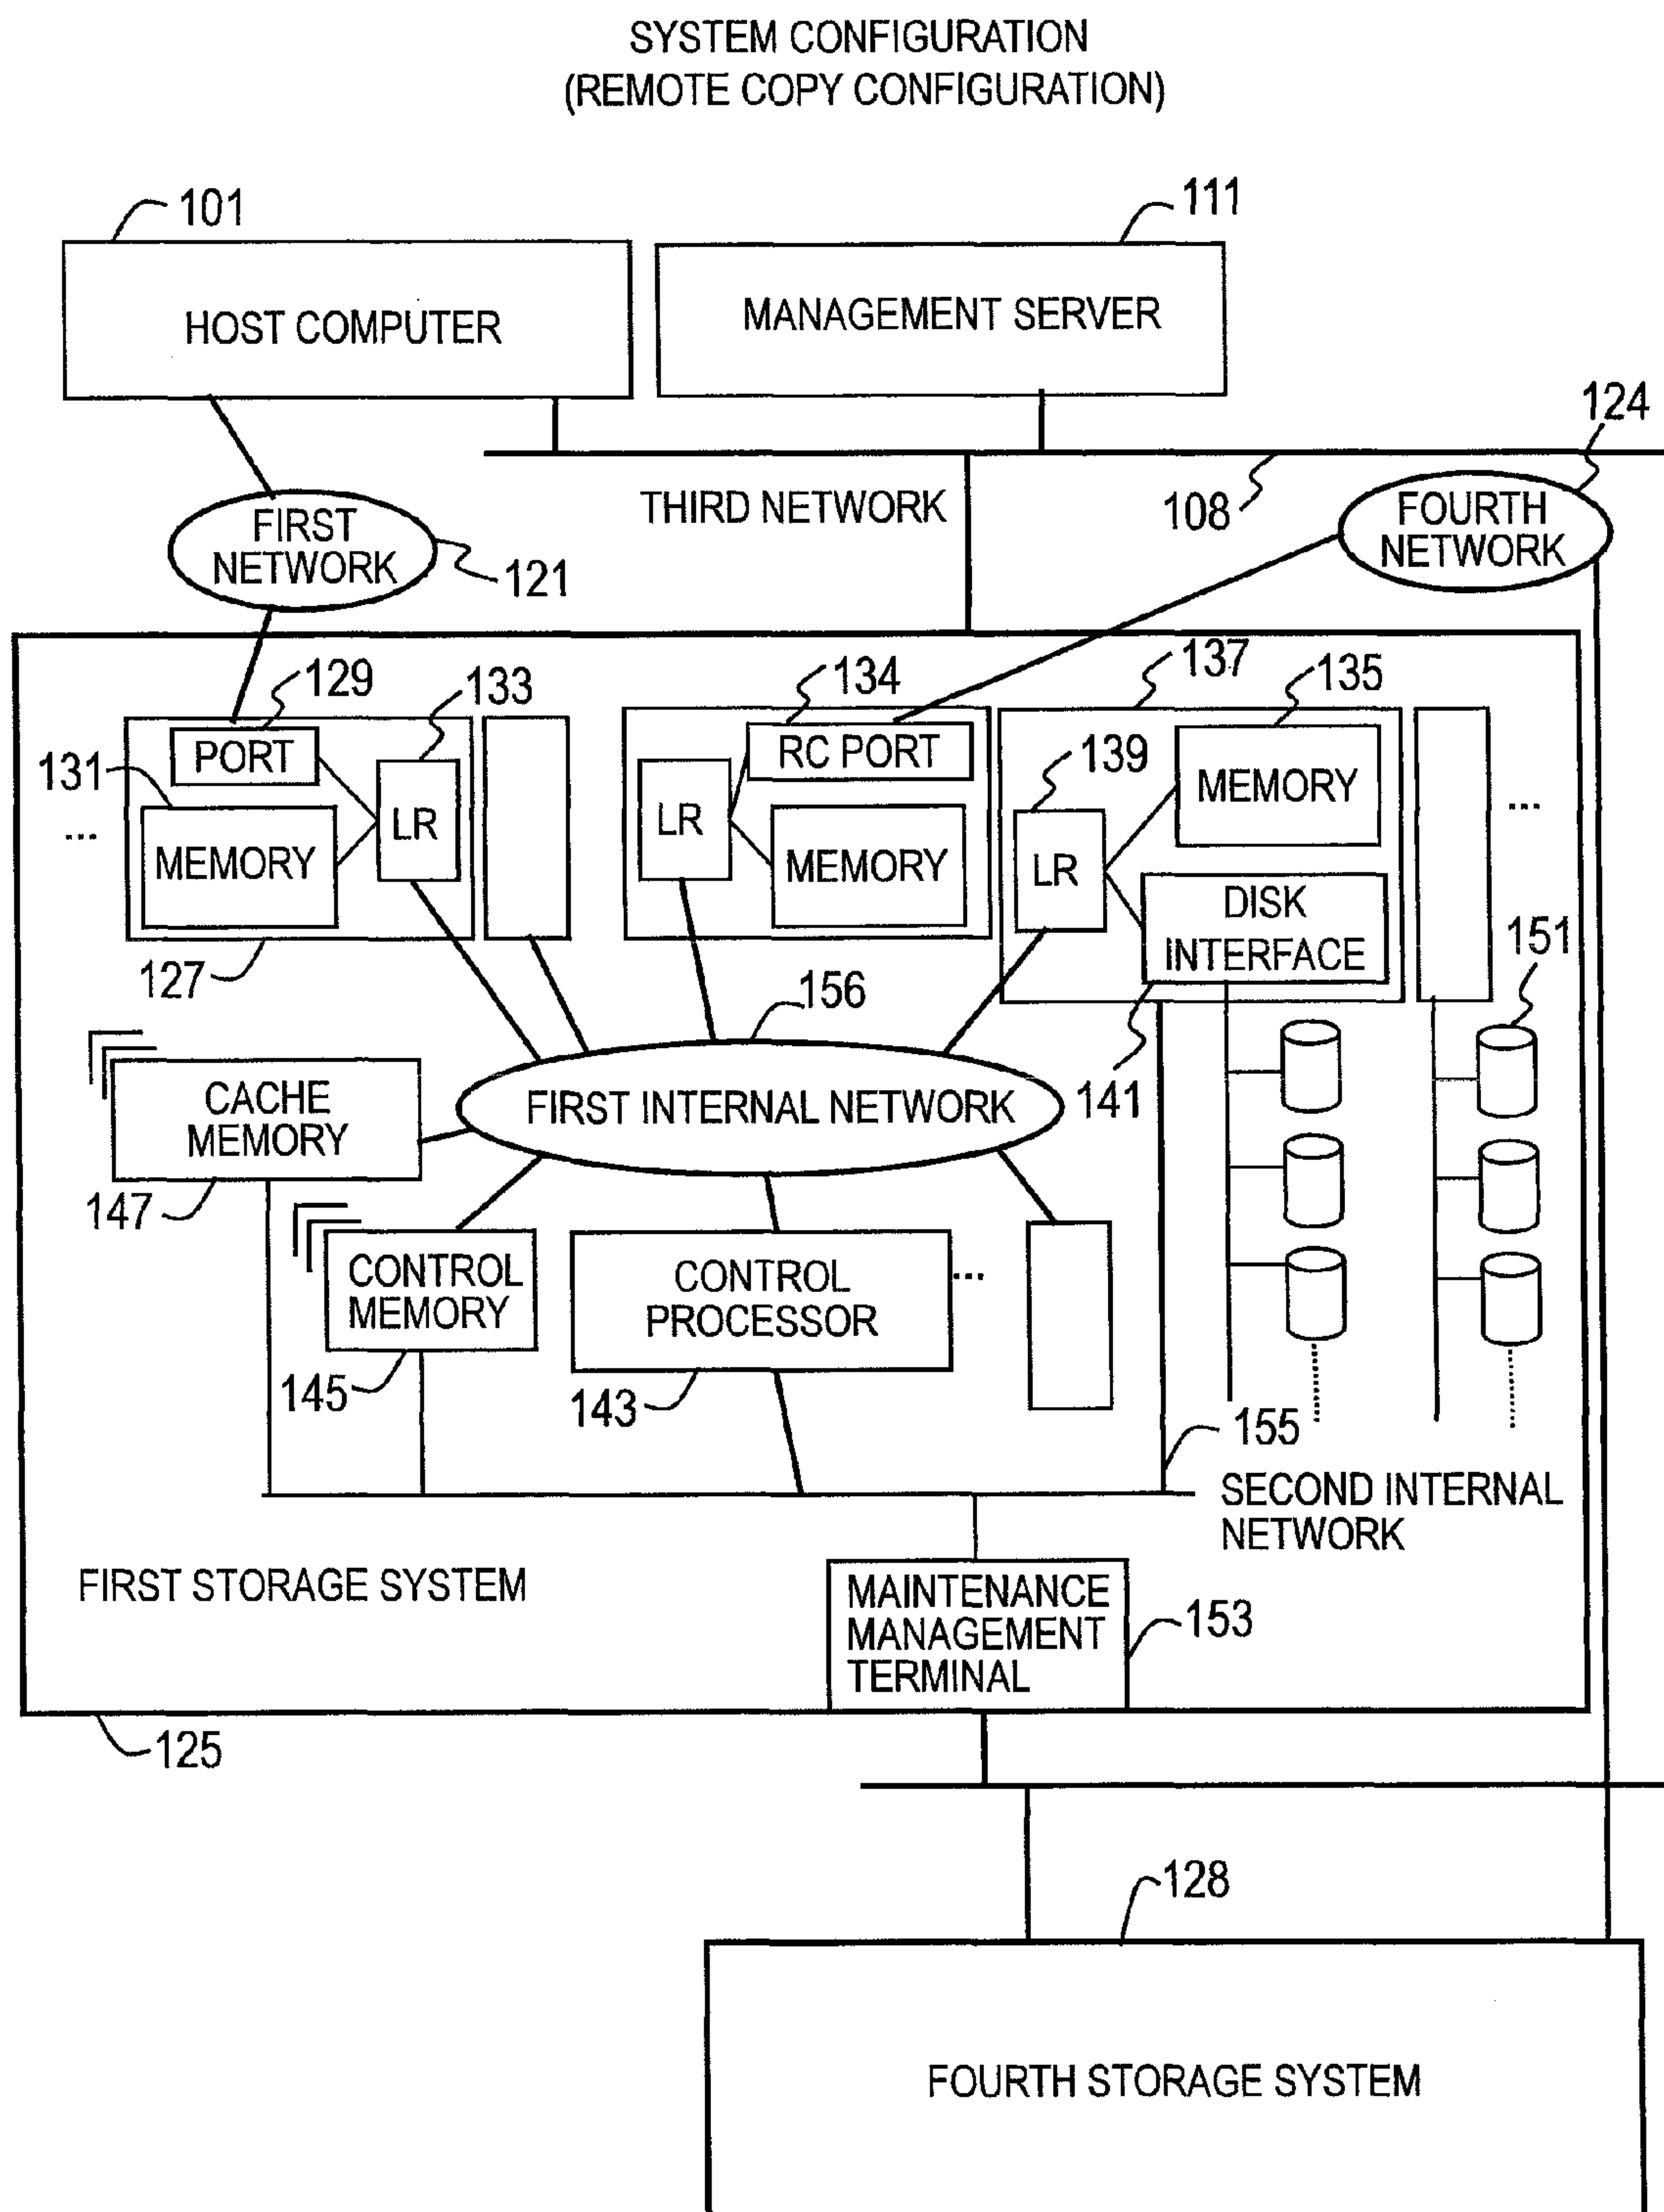 SYSTEM CONFIGURATION
(REMOTE COPY CONFIGURATION)
101
111
HOST COMPUTER
MANAGEMENT SERVER
124
THIRD NETWORK
108
FOURTH
NETWORK
FIRST
NETWORK
121
129
133
134
137
135
131
PORT
LR
MEMORY
...
127
RC PORT
LR
MEMORY
139
LR
MEMORY
DISK
INTERFACE
...
151
156
141
FIRST INTERNAL NETWORK
CACHE
MEMORY
147
CONTROL
MEMORY
145
CONTROL
PROCESSOR
...
143
155
SECOND INTERNAL
NETWORK
FIRST STORAGE SYSTEM
MAINTENANCE
MANAGEMENT
TERMINAL
153
125
128
FOURTH STORAGE SYSTEM